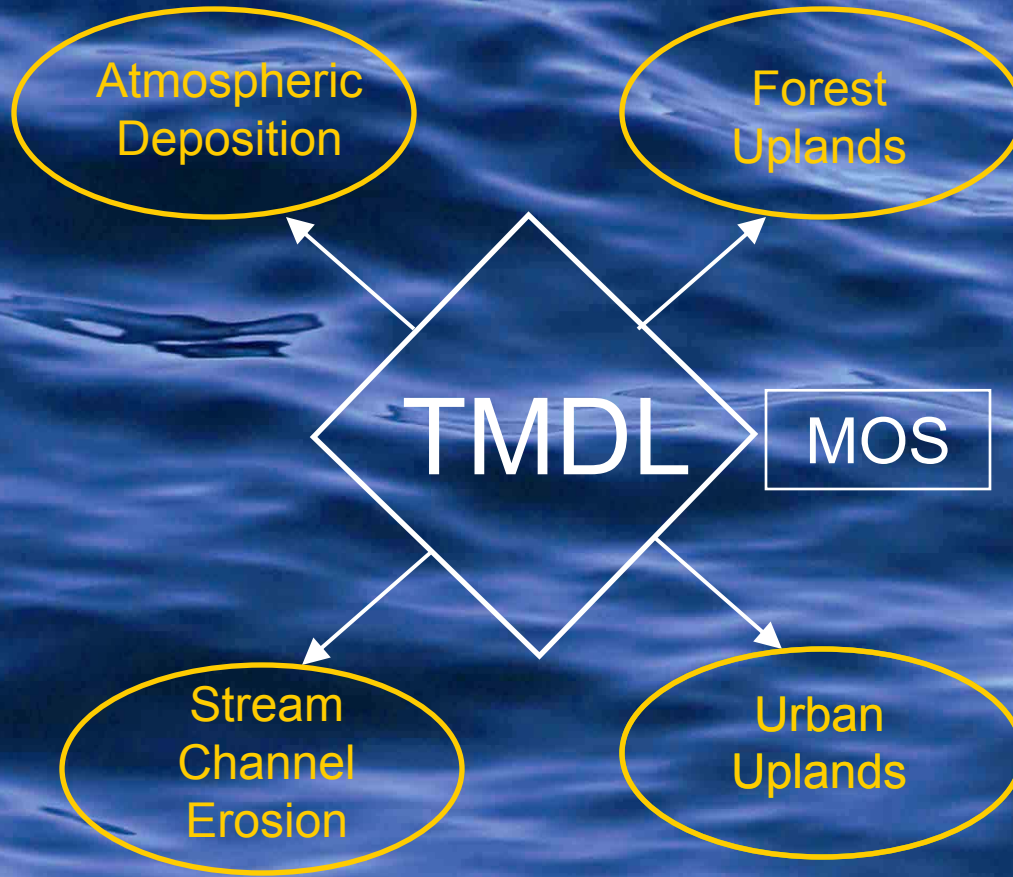 Atmospheric
Deposition
Forest
Uplands
TMDL
MOS
Stream
Channel
Erosion
Urban
Uplands